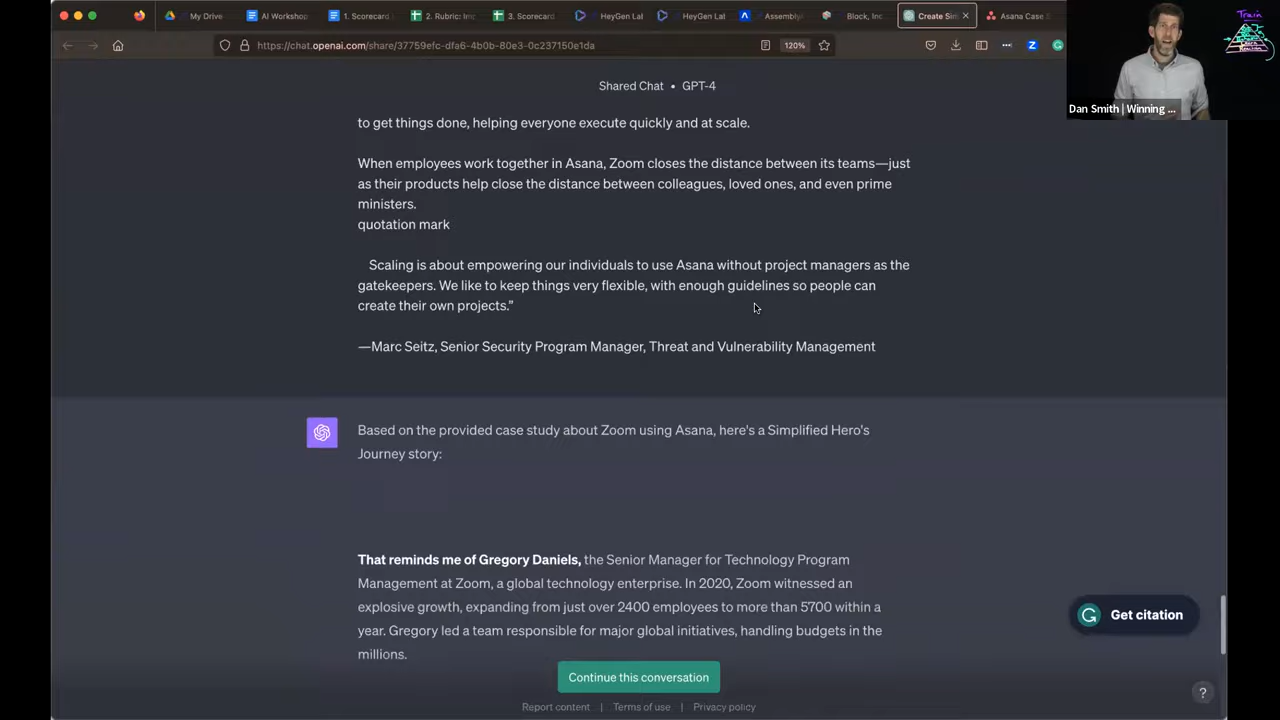 My Drive
AI Workshop
1. Scorecard
2. Rubric: Im
3. Scorecard
HeyGen Lat
HeyGen Lat
Assembly
Block, Inc
Create Sim
Asana Case S
https://chat.openai.com/share/37759efc-dfa6-4b0b-80e3-0c237150e1da
120%
Dan Smith | Winning ...
Train
Shared Chat • GPT-4
to get things done, helping everyone execute quickly and at scale.
When employees work together in Asana, Zoom closes the distance between its teams—just
as their products help close the distance between colleagues, loved ones, and even prime
ministers.
quotation mark
Scaling is about empowering our individuals to use Asana without project managers as the
gatekeepers. We like to keep things very flexible, with enough guidelines so people can
create their own projects.”
—Marc Seitz, Senior Security Program Manager, Threat and Vulnerability Management
Based on the provided case study about Zoom using Asana, here's a Simplified Hero's
Journey story:
That reminds me of Gregory Daniels, the Senior Manager for Technology Program
Management at Zoom, a global technology enterprise. In 2020, Zoom witnessed an
explosive growth, expanding from just over 2400 employees to more than 5700 within a
year. Gregory led a team responsible for major global initiatives, handling budgets in the
millions.
Get citation
Continue this conversation
Report content | Terms of use | Privacy policy
?